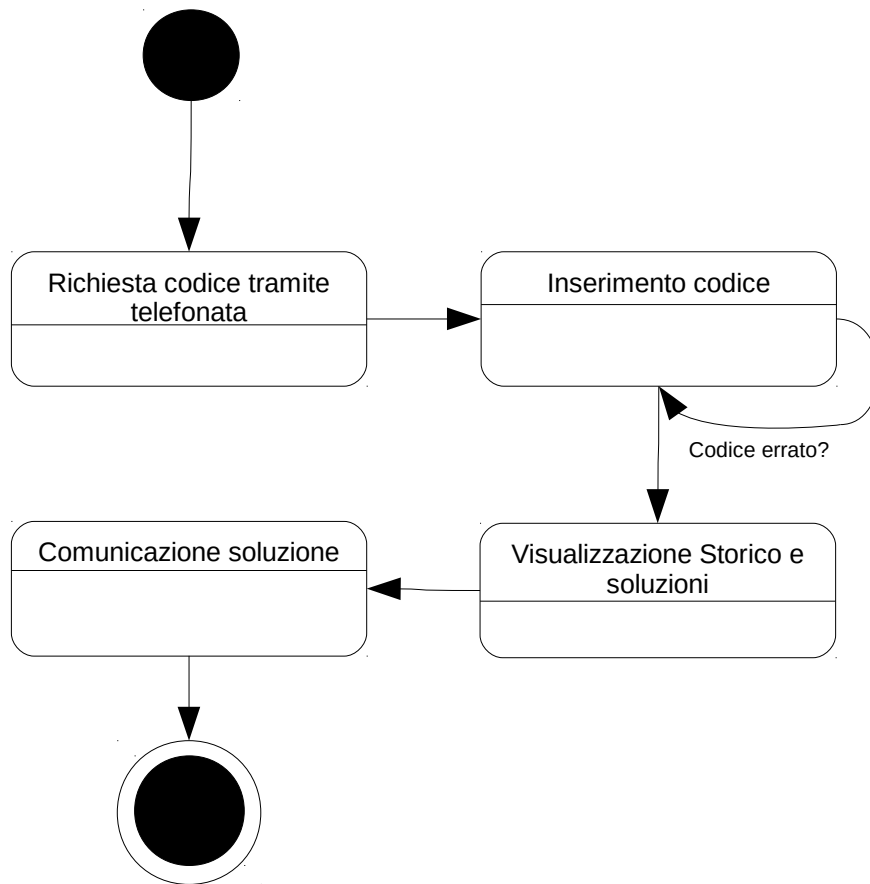 Richiesta codice tramite
telefonata
Inserimento codice
Codice errato?
Comunicazione soluzione
Visualizzazione Storico e
soluzioni